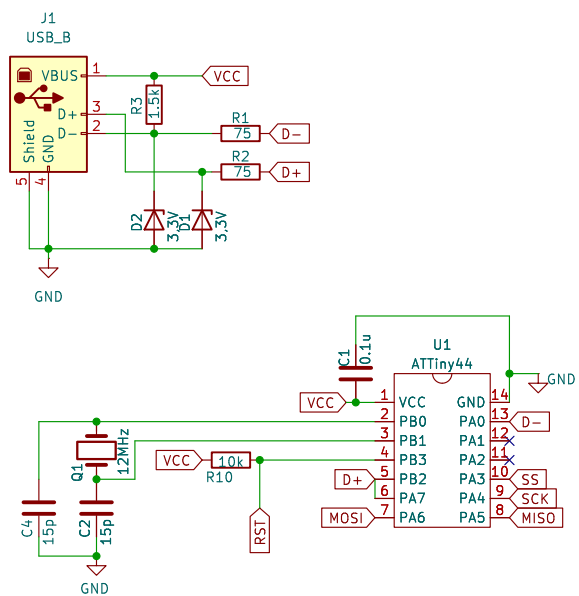 J1
USB_B
VBUS 1 VCC
R3
1.5k
D+ 3
D- 2
R1
75 D-
R2
75 D+
Shield
GND
5
4
D2
3,3V
D1
3,3V
GND
U1
ATTiny44
C1
0.1u
GND
VCC 1 VCC GND 14
2 PB0 PA0 13 D-
3 PB1 PA1 12
VCC 10k 4 PB3 PA2 11
R10
D+ 5 PB2 PA3 10 SS
6 PA7 PA4 9 SCK
MOSI 7 PA6 PA5 8 MISO
RST
Q1
12MHz
C4
15p
C2
15p
GND